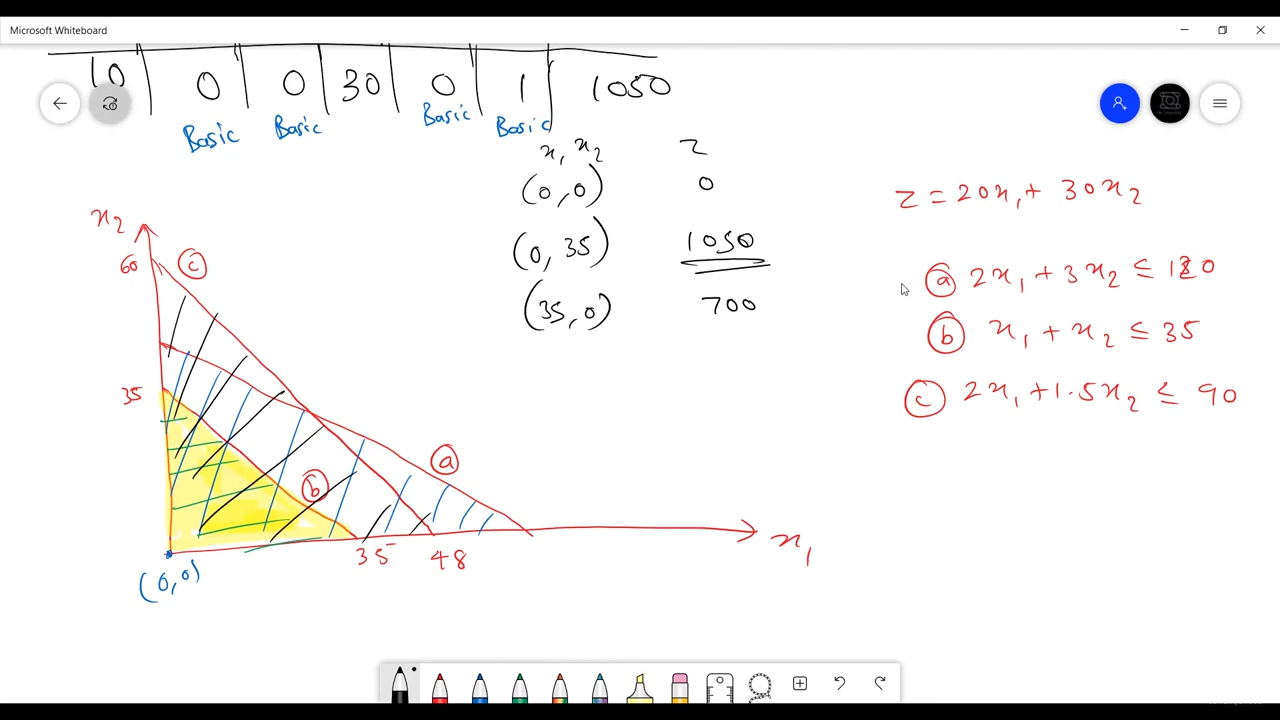 Microsoft Whiteboard
10 0 0 30 0 1 1050
Basic Basic Basic Basic
x₁ x₂ z
(0,0) 0
(0,35) 1050
(35,0) 700
z = 20x₁ + 30x₂
ⓐ 2x₁ + 3x₂ ≤ 120
ⓑ x₁ + x₂ ≤ 35
ⓒ 2x₁ + 1.5x₂ ≤ 90
x₂
60 ⓒ
35
ⓐ
ⓑ
35 48 x₁
(0,0)